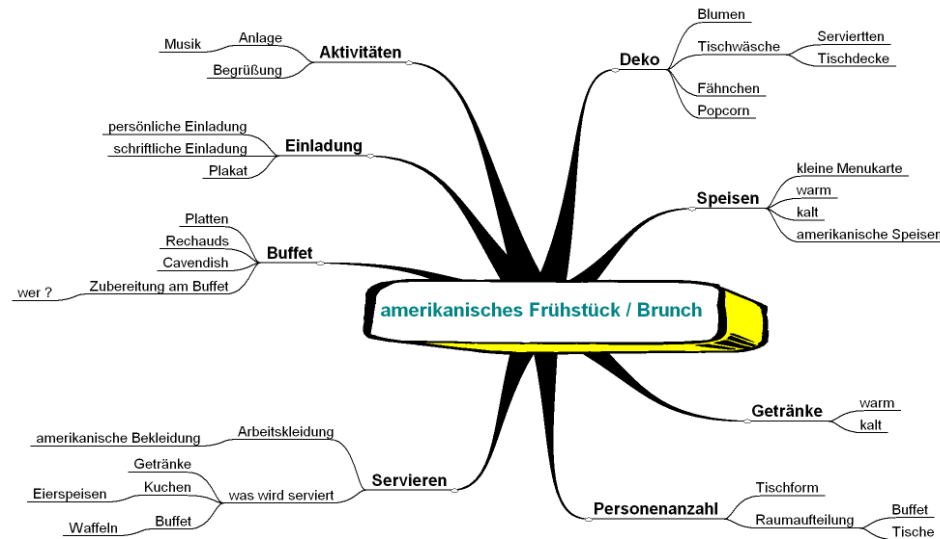 amerikanisches Frühstück / Brunch
Aktivitäten
Anlage
Musik
Begrüßung
Einladung
persönliche Einladung
schriftliche Einladung
Plakat
Buffet
Platten
Rechauds
Cavendish
Zubereitung am Buffet
wer ?
Servieren
Arbeitskleidung
amerikanische Bekleidung
was wird serviert
Getränke
Kuchen
Eierspeisen
Buffet
Waffeln
Deko
Blumen
Tischwäsche
Serviertten
Tischdecke
Fähnchen
Popcorn
Speisen
kleine Menukarte
warm
kalt
amerikanische Speisen
Getränke
warm
kalt
Personenanzahl
Tischform
Raumaufteilung
Buffet
Tische